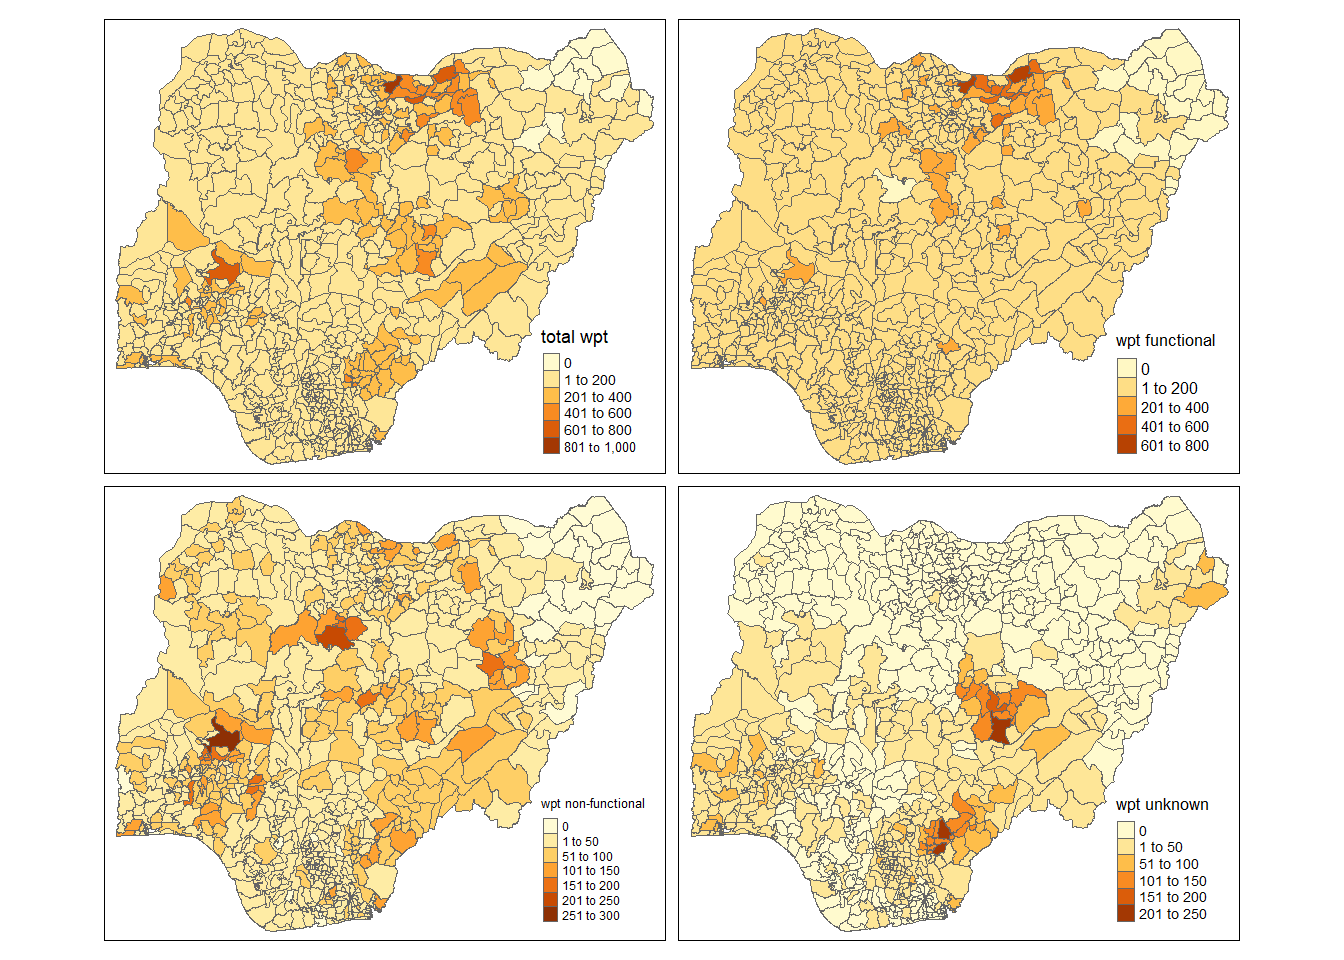 total wpt
0
1 to 200
201 to 400
401 to 600
601 to 800
801 to 1,000
wpt functional
0
1 to 200
201 to 400
401 to 600
601 to 800
wpt non-functional
0
1 to 50
51 to 100
101 to 150
151 to 200
201 to 250
251 to 300
wpt unknown
0
1 to 50
51 to 100
101 to 150
151 to 200
201 to 250